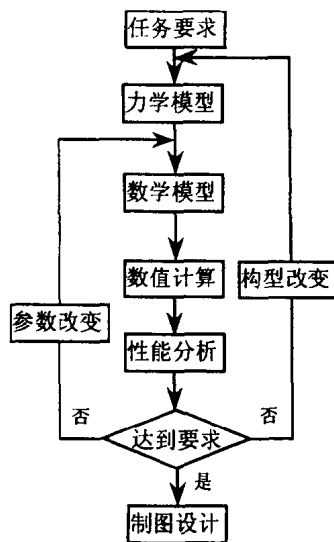 任务要求
力学模型
数学模型
数值计算
构型改变
参数改变
性能分析
否
达到要求
否
是
制图设计